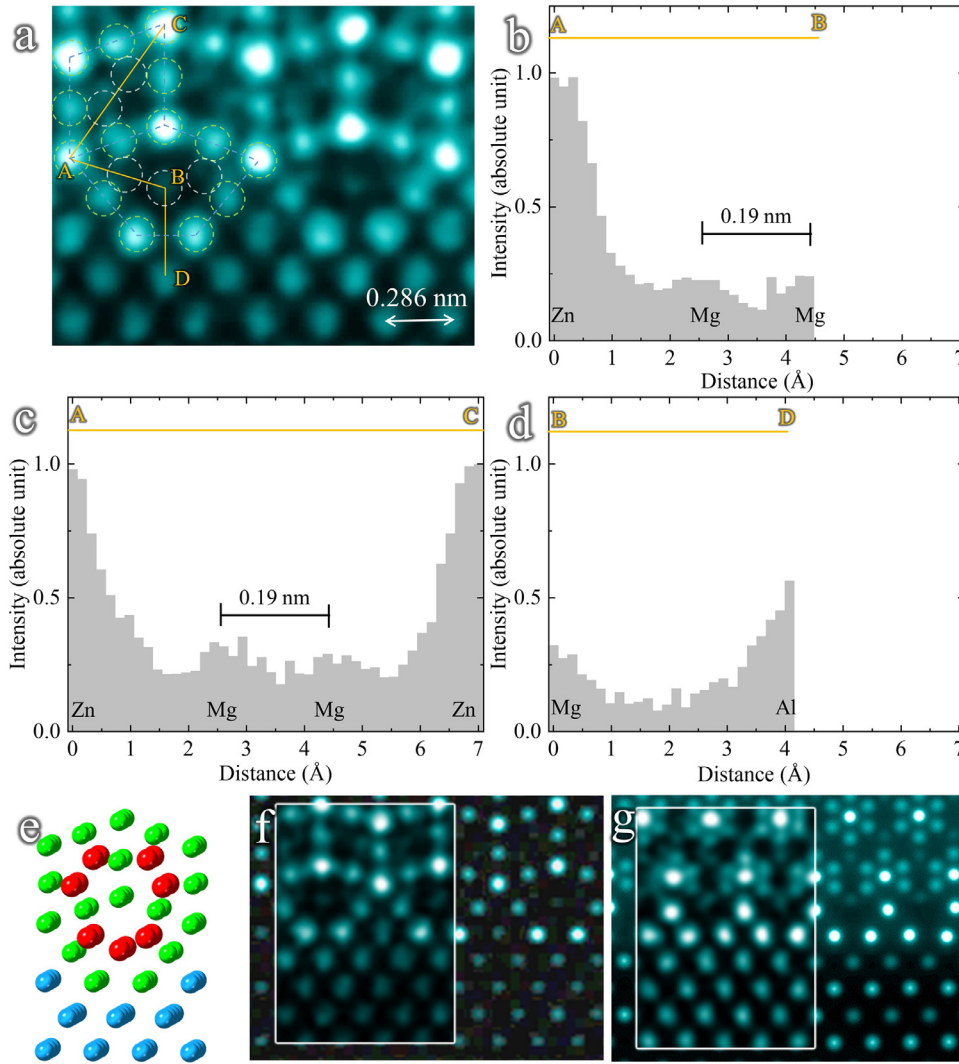 a
C
A
B
D
0.286 nm
b
A
B
1.0
0.5
0.0
Intensity (absolute unit)
0.19 nm
Zn
Mg
Mg
0 1 2 3 4 5 6 7
Distance (Å)
c
A
C
1.0
0.5
0.0
Intensity (absolute unit)
0.19 nm
Zn
Mg
Mg
Zn
0 1 2 3 4 5 6 7
Distance (Å)
d
B
D
1.0
0.5
0.0
Intensity (absolute unit)
Mg
Al
0 1 2 3 4 5 6 7
Distance (Å)
e
f
g